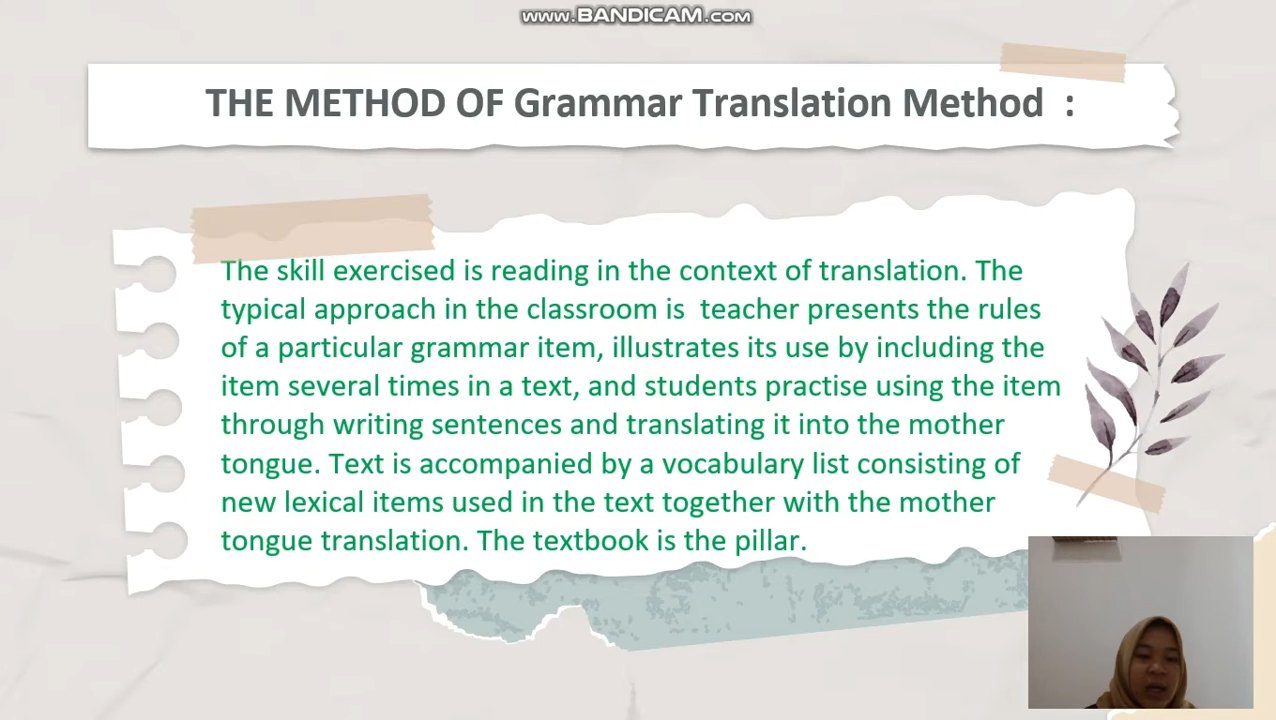 WWW.BANDICAM.COM
THE METHOD OF Grammar Translation Method :
The skill exercised is reading in the context of translation. The
typical approach in the classroom is teacher presents the rules
of a particular grammar item, illustrates its use by including the
item several times in a text, and students practise using the item
through writing sentences and translating it into the mother
tongue. Text is accompanied by a vocabulary list consisting of
new lexical items used in the text together with the mother
tongue translation. The textbook is the pillar.